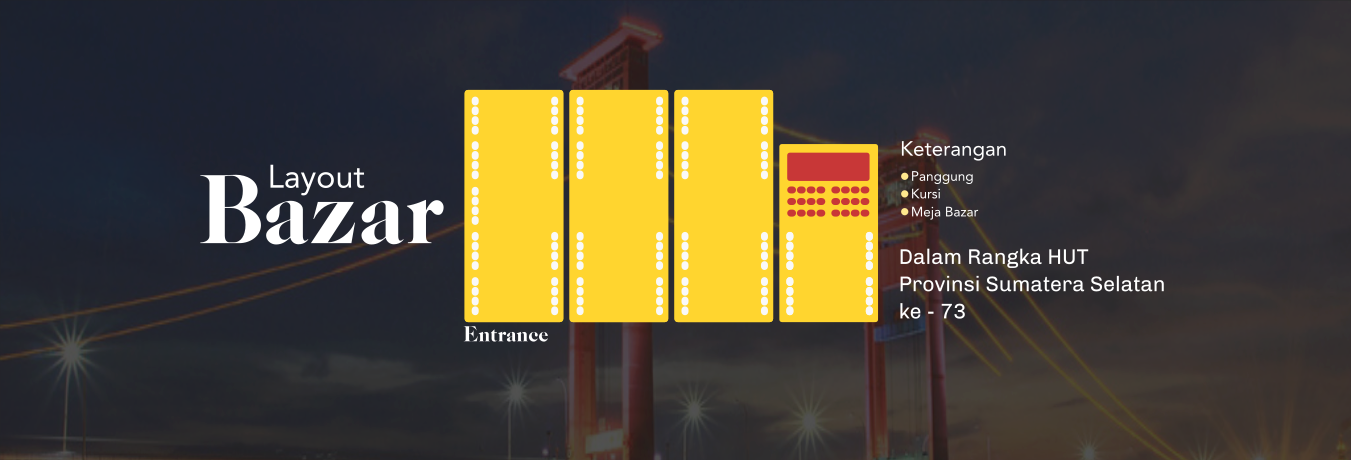 Layout
Bazar
Entrance
Keterangan
Panggung
Kursi
Meja Bazar
Dalam Rangka HUT
Provinsi Sumatera Selatan
ke - 73